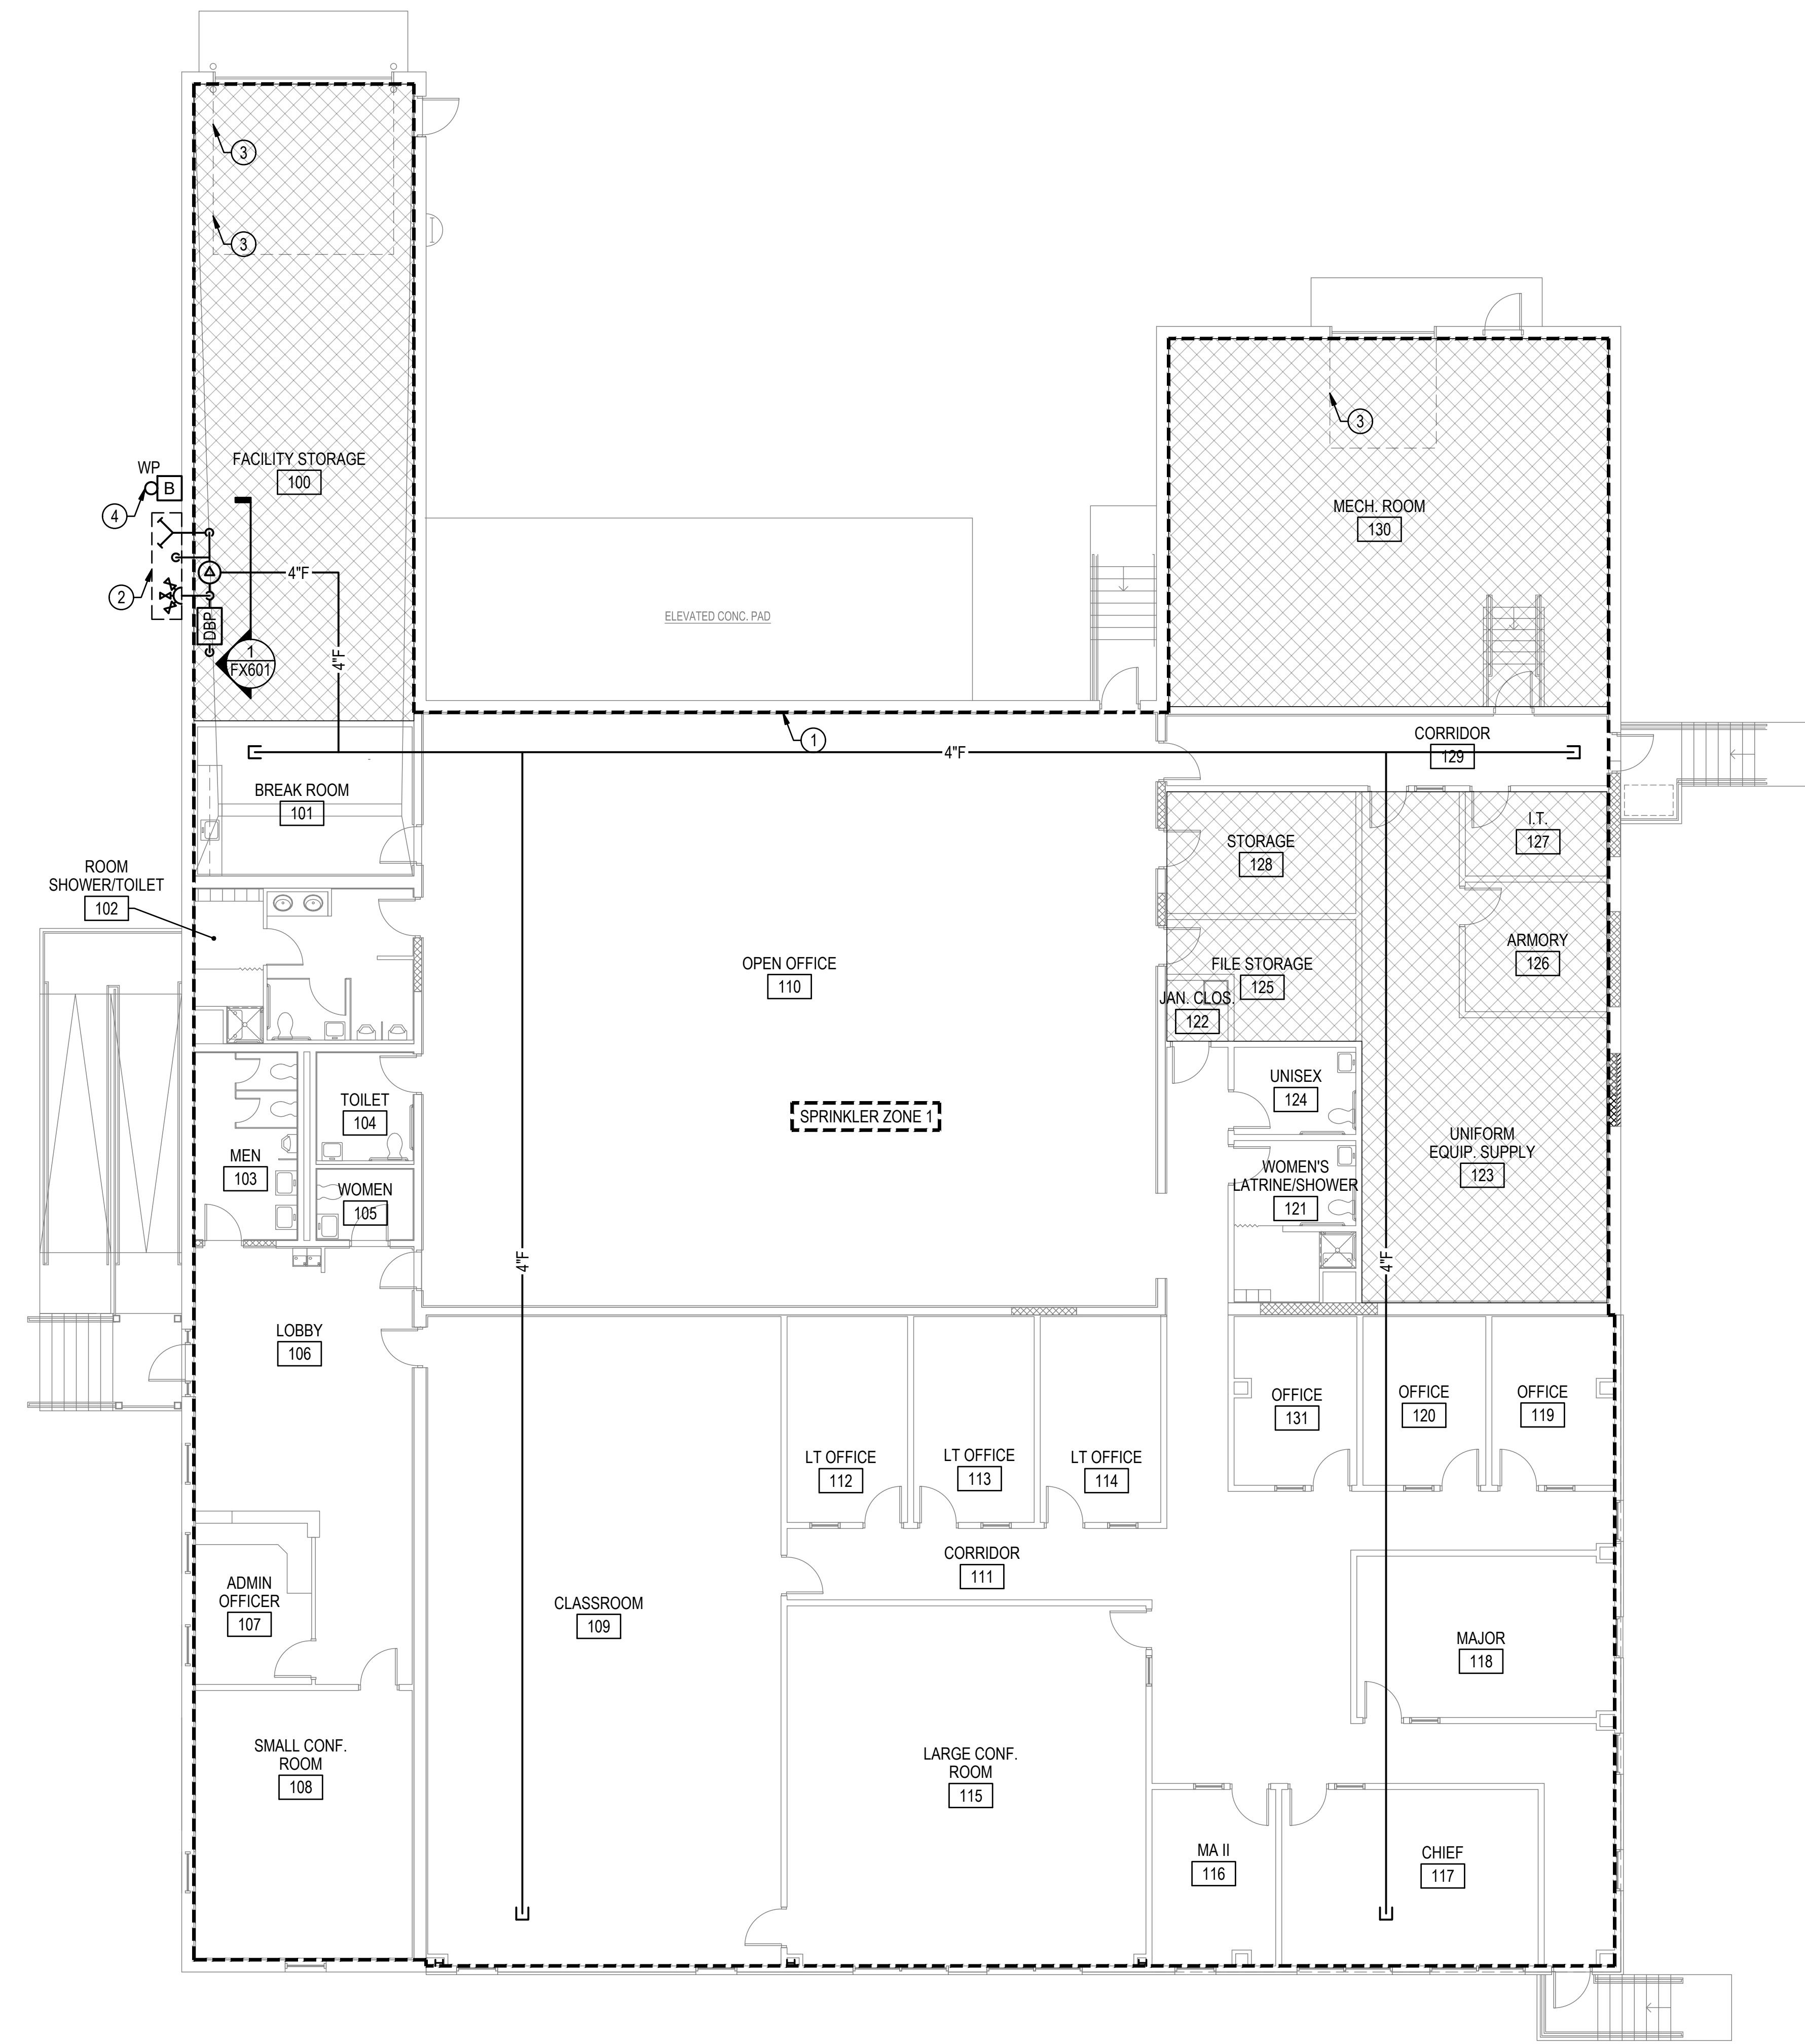 3
3
FACILITY STORAGE
100
WP
B
4
2
4"F
DBP
4"F
1
FX601
ELEVATED CONC. PAD
3
MECH. ROOM
130
1
4"F
CORRIDOR
129
BREAK ROOM
101
STORAGE
128
I.T.
127
ROOM
SHOWER/TOILET
102
OPEN OFFICE
110
FILE STORAGE
125
ARMORY
126
JAN. CLOS.
122
TOILET
104
SPRINKLER ZONE 1
UNISEX
124
MEN
103
WOMEN
105
UNIFORM
EQUIP. SUPPLY
123
WOMEN'S
LATRINE/SHOWER
121
4"F
4"F
LOBBY
106
OFFICE
131
OFFICE
120
OFFICE
119
LT OFFICE
112
LT OFFICE
113
LT OFFICE
114
CORRIDOR
111
ADMIN
OFFICER
107
CLASSROOM
109
MAJOR
118
SMALL CONF.
ROOM
108
LARGE CONF.
ROOM
115
MA II
116
CHIEF
117